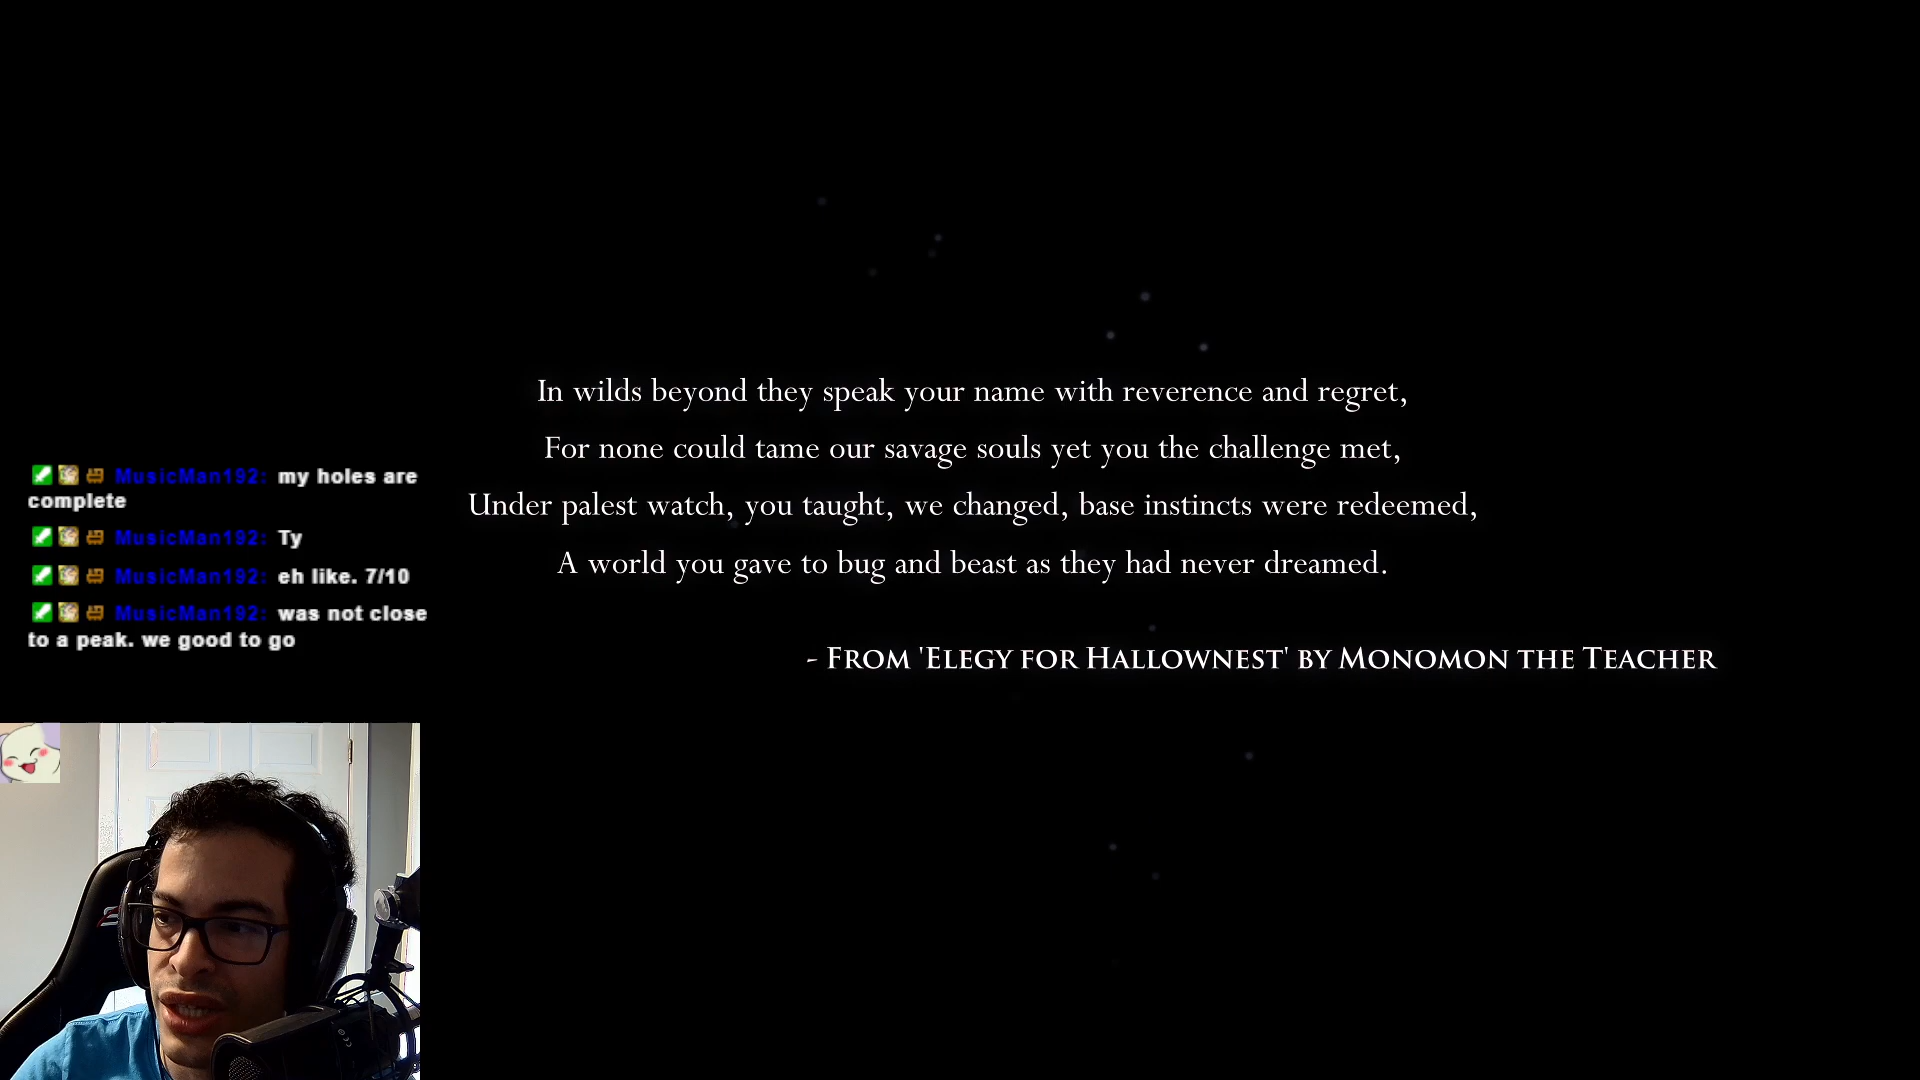 In wilds beyond they speak your name with reverence and regret,
For none could tame our savage souls yet you the challenge met,
Under palest watch, you taught, we changed, base instincts were redeemed,
A world you gave to bug and beast as they had never dreamed.
- From 'Elegy for Hallownest' by Monomon the Teacher
MusicMan192: my holes are
complete
MusicMan192: Ty
MusicMan192: eh like. 7/10
MusicMan192: was not close
to a peak. we good to go